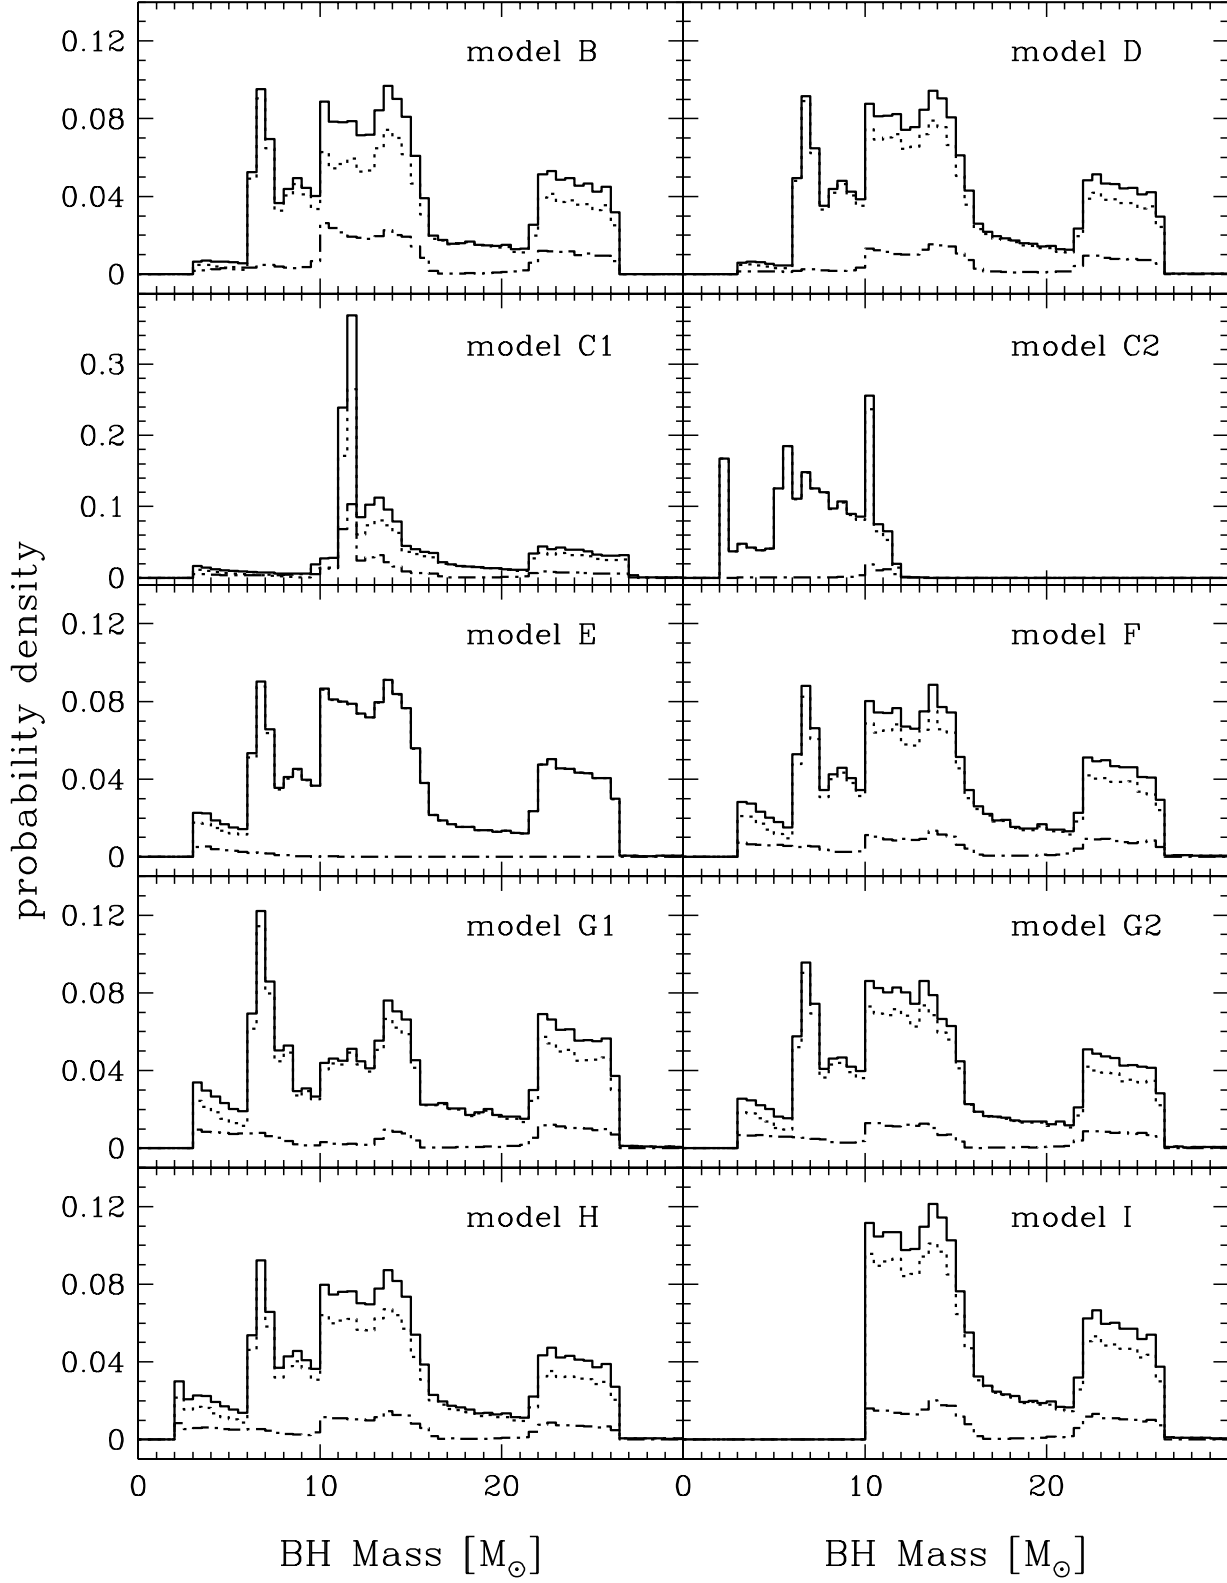 0.12
0.08
0.04
0
model B
model D
0.3
0.2
0.1
0
model C1
model C2
0.12
0.08
0.04
0
model E
model F
0.12
0.08
0.04
0
model G1
model G2
0.12
0.08
0.04
0
model H
model I
probability density
0 10 20 0 10 20
BH Mass [M⊙] BH Mass [M⊙]